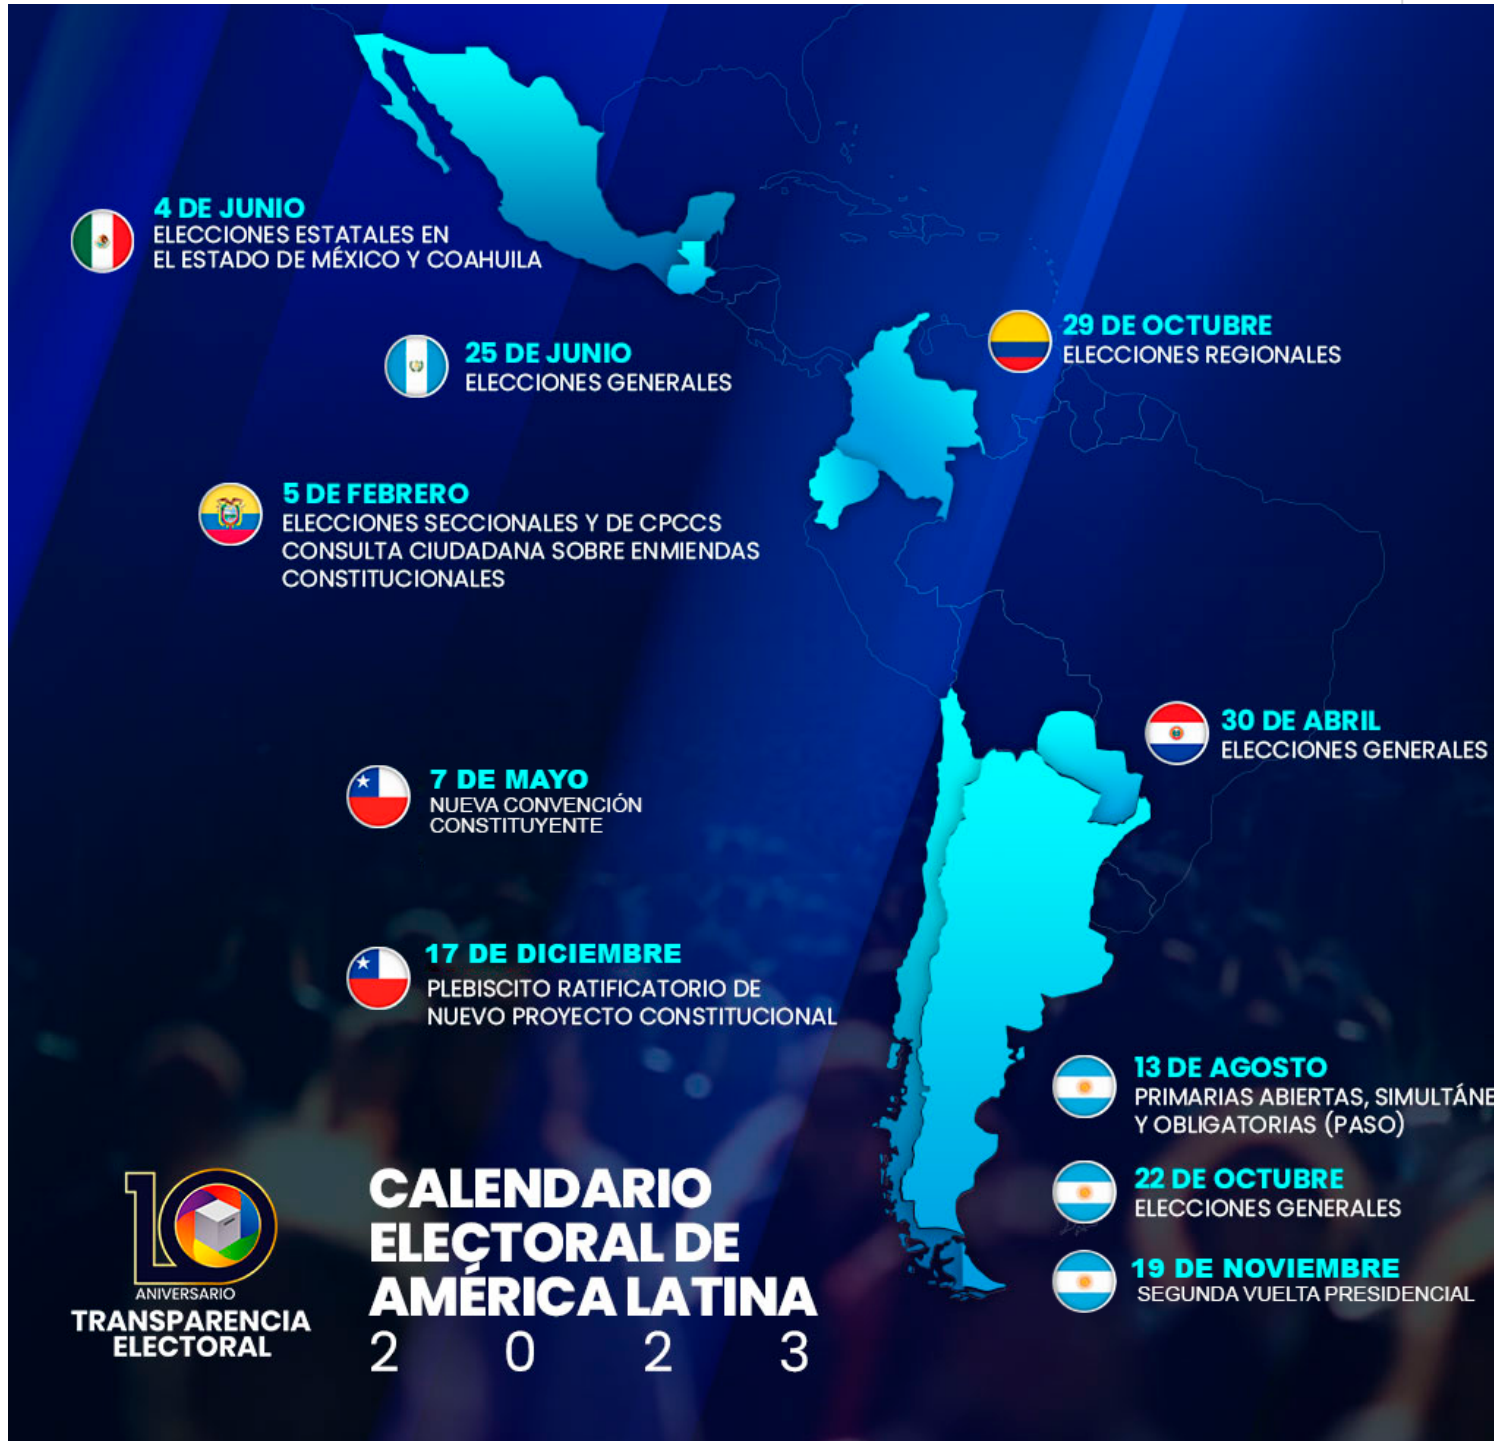 4 DE JUNIO
ELECCIONES ESTATALES EN
EL ESTADO DE MÉXICO Y COAHUILA
25 DE JUNIO
ELECCIONES GENERALES
29 DE OCTUBRE
ELECCIONES REGIONALES
5 DE FEBRERO
ELECCIONES SECCIONALES Y DE CPCCS
CONSULTA CIUDADANA SOBRE ENMIENDAS
CONSTITUCIONALES
30 DE ABRIL
ELECCIONES GENERALES
7 DE MAYO
NUEVA CONVENCIÓN
CONSTITUYENTE
17 DE DICIEMBRE
PLEBISCITO RATIFICATORIO DE
NUEVO PROYECTO CONSTITUCIONAL
13 DE AGOSTO
PRIMARIAS ABIERTAS, SIMULTÁNE
Y OBLIGATORIAS (PASO)
22 DE OCTUBRE
ELECCIONES GENERALES
19 DE NOVIEMBRE
SEGUNDA VUELTA PRESIDENCIAL
10
ANIVERSARIO
TRANSPARENCIA
ELECTORAL
CALENDARIO
ELECTORAL DE
AMÉRICA LATINA
2 0 2 3